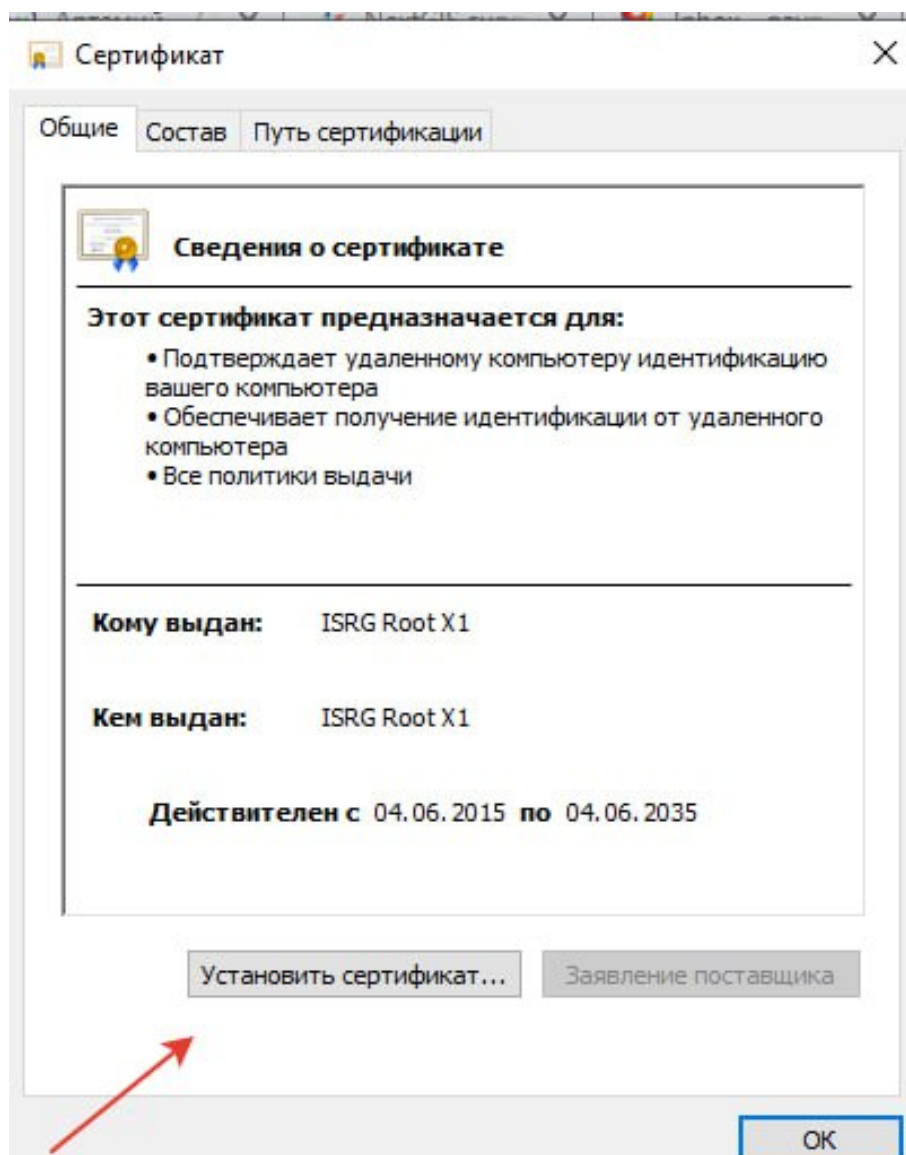 Сертификат
Общие Состав Путь сертификации
Сведения о сертификате
Этот сертификат предназначается для:
• Подтверждает удаленному компьютеру идентификацию
вашего компьютера
• Обеспечивает получение идентификации от удаленного
компьютера
• Все политики выдачи
Кому выдан: ISRG Root X1
Кем выдан: ISRG Root X1
Действителен с 04.06.2015 по 04.06.2035
Установить сертификат... Заявление поставщика
ОК